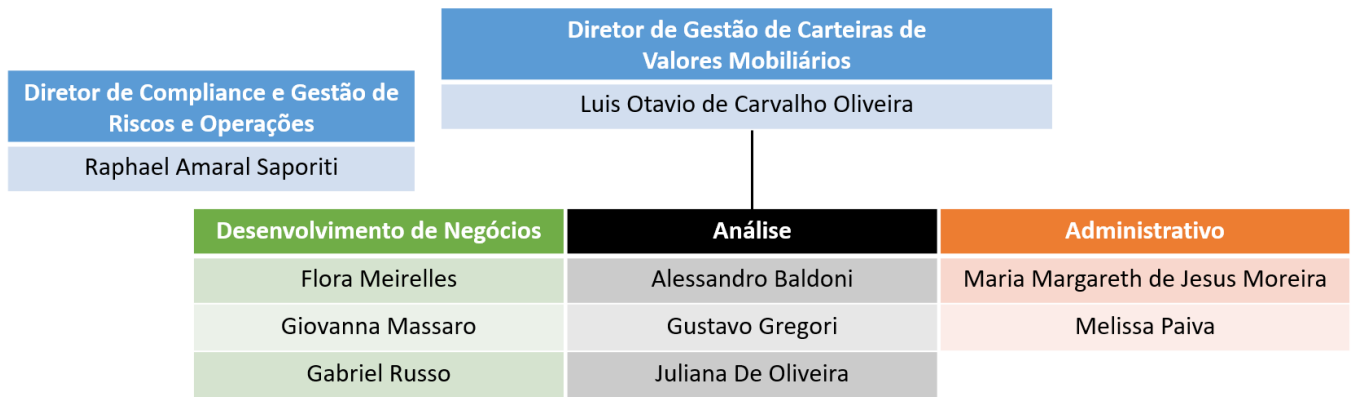 Diretor de Gestão de Carteiras de
Valores Mobiliários
Luis Otavio de Carvalho Oliveira
Diretor de Compliance e Gestão de
Riscos e Operações
Raphael Amaral Saporiti
Desenvolvimento de Negócios
Análise
Administrativo
Flora Meirelles
Alessandro Baldoni
Maria Margareth de Jesus Moreira
Giovanna Massaro
Gustavo Gregori
Melissa Paiva
Gabriel Russo
Juliana De Oliveira